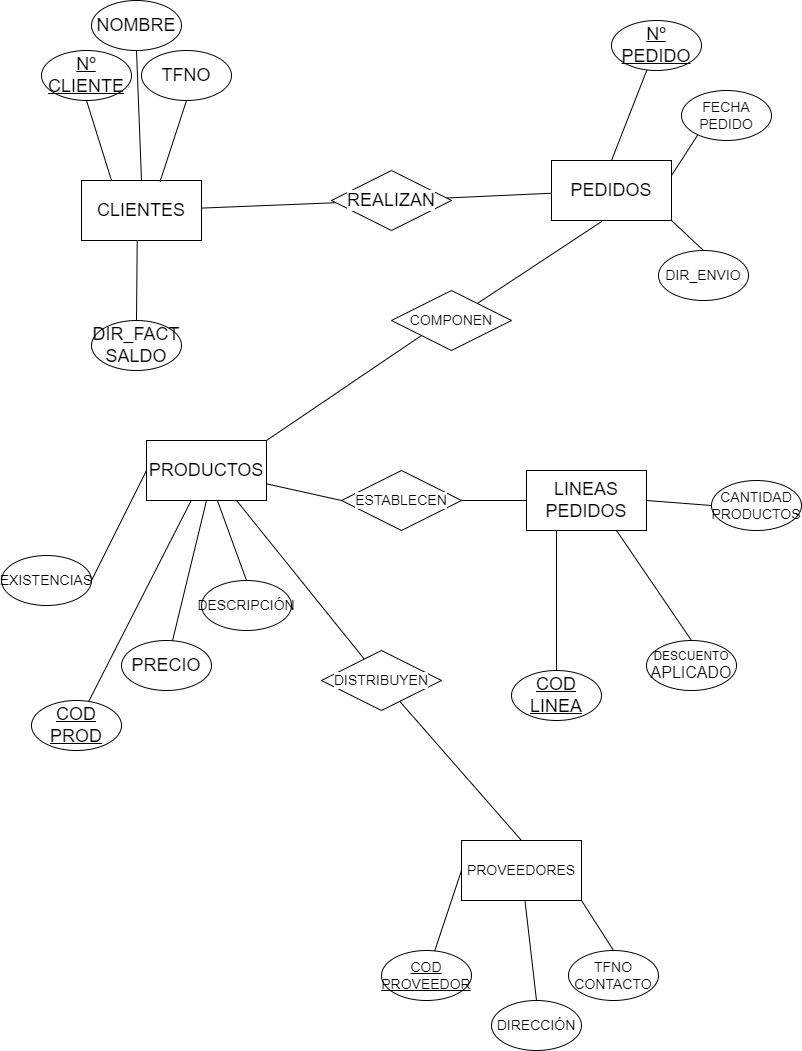 NOMBRE
Nº
CLIENTE
TFNO
Nº
PEDIDO
FECHA
PEDIDO
CLIENTES
REALIZAN
PEDIDOS
DIR_ENVIO
DIR_FACT
SALDO
COMPONEN
PRODUCTOS
ESTABLECEN
LINEAS
PEDIDOS
CANTIDAD
PRODUCTOS
EXISTENCIAS
DESCRIPCIÓN
PRECIO
DISTRIBUYEN
DESCUENTO
APLICADO
COD
LINEA
COD
PROD
PROVEEDORES
COD
PROVEEDOR
TFNO
CONTACTO
DIRECCIÓN